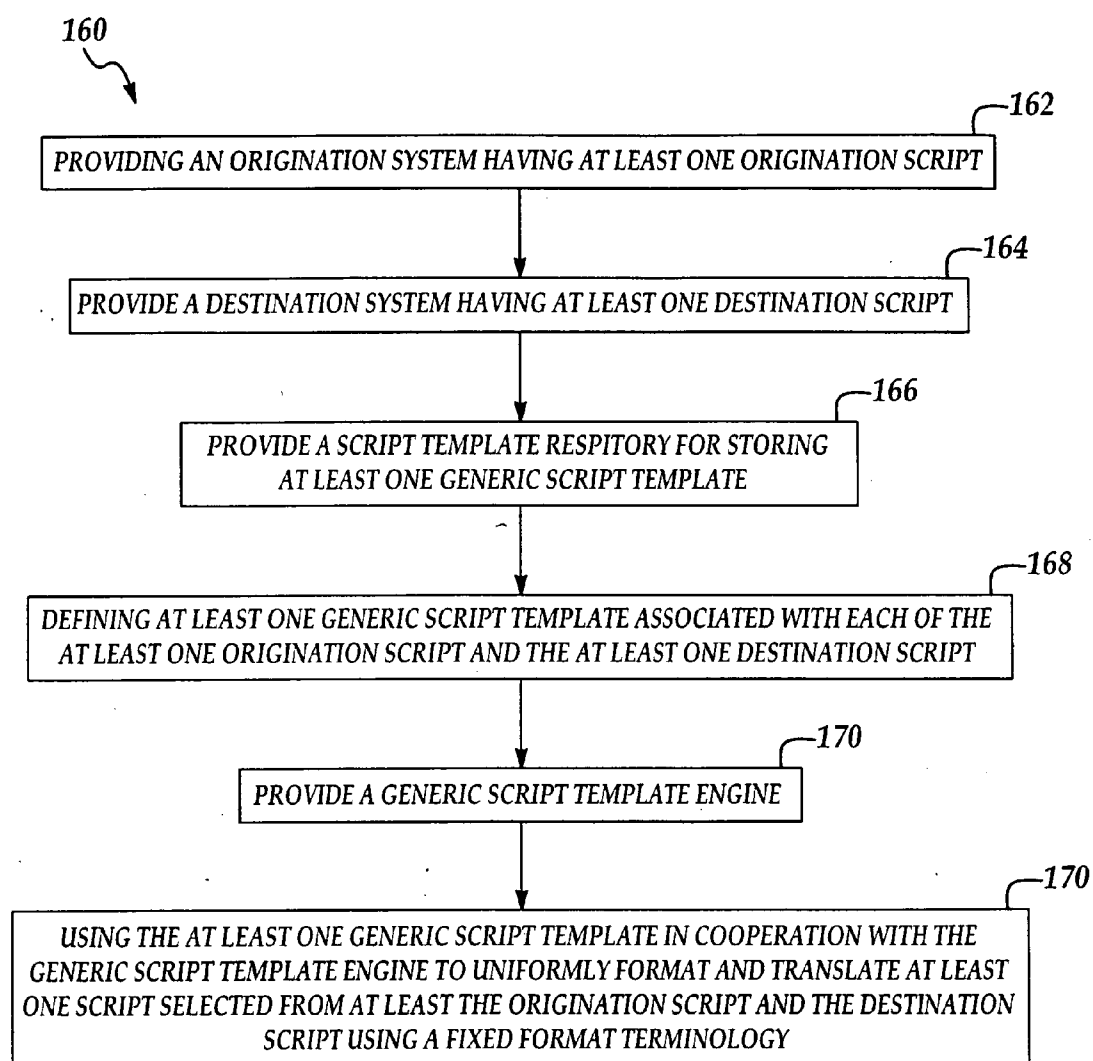 160
162
PROVIDING AN ORIGINATION SYSTEM HAVING AT LEAST ONE ORIGINATION SCRIPT
164
PROVIDE A DESTINATION SYSTEM HAVING AT LEAST ONE DESTINATION SCRIPT
166
PROVIDE A SCRIPT TEMPLATE RESPITORY FOR STORING
AT LEAST ONE GENERIC SCRIPT TEMPLATE
168
DEFINING AT LEAST ONE GENERIC SCRIPT TEMPLATE ASSOCIATED WITH EACH OF THE
AT LEAST ONE ORIGINATION SCRIPT AND THE AT LEAST ONE DESTINATION SCRIPT
170
PROVIDE A GENERIC SCRIPT TEMPLATE ENGINE
170
USING THE AT LEAST ONE GENERIC SCRIPT TEMPLATE IN COOPERATION WITH THE
GENERIC SCRIPT TEMPLATE ENGINE TO UNIFORMLY FORMAT AND TRANSLATE AT LEAST
ONE SCRIPT SELECTED FROM AT LEAST THE ORIGINATION SCRIPT AND THE DESTINATION
SCRIPT USING A FIXED FORMAT TERMINOLOGY